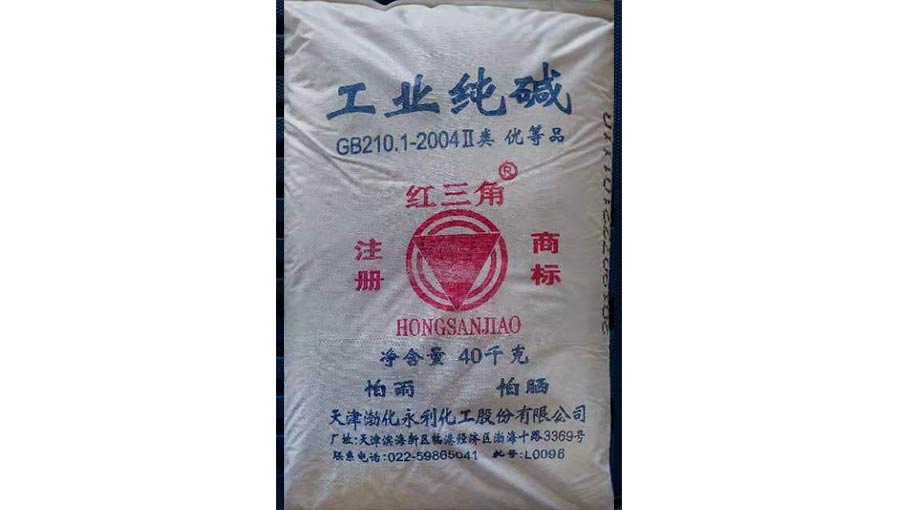 工业纯碱
GB210.1-2004Ⅱ类 优等品
红三角®
注册
商标
HONGSANJIAO
净含量 40千克
怕雨 怕晒
天津渤化永利化工股份有限公司
厂址:天津滨海新区临港经济区渤海十路3369号
联系电话:022-59865041 批号:L0096